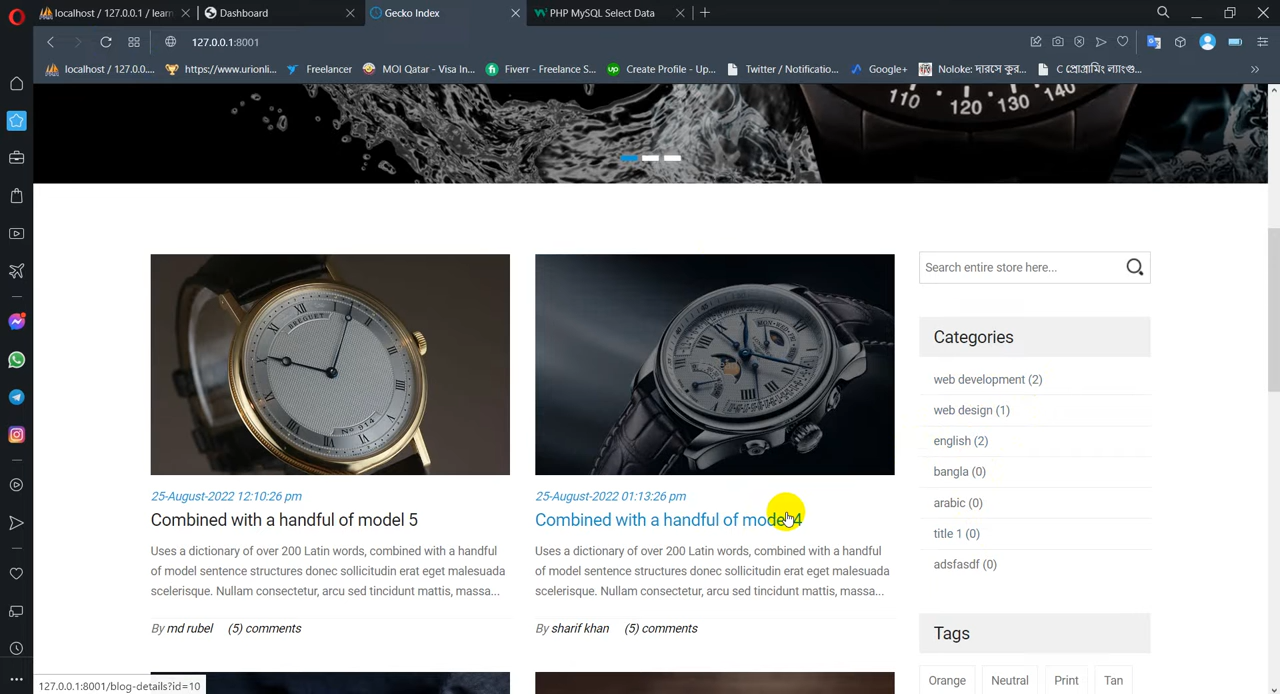 localhost / 127.0.0.1 / learn
Dashboard
Gecko Index
PHP MySQL Select Data
127.0.0.1:8001
localhost / 127.0.0....
https://www.urionli...
Freelancer
MOI Qatar - Visa In...
Fiverr - Freelance S...
Create Profile - Up...
Twitter / Notificatio...
Google+
Noloke: দারসে কুর...
C প্রোগ্রামিং ল্যাংগু...
110 120 130 140
BREGUET
No 914
MON
Search entire store here...
Categories
web development (2)
web design (1)
english (2)
bangla (0)
arabic (0)
title 1 (0)
adsfasdf (0)
25-August-2022 12:10:26 pm
Combined with a handful of model 5
Uses a dictionary of over 200 Latin words, combined with a handful
of model sentence structures donec sollicitudin erat eget malesuada
scelerisque. Nullam consectetur, arcu sed tincidunt mattis, massa...
By md rubel (5) comments
25-August-2022 01:13:26 pm
Combined with a handful of model 4
Uses a dictionary of over 200 Latin words, combined with a handful
of model sentence structures donec sollicitudin erat eget malesuada
scelerisque. Nullam consectetur, arcu sed tincidunt mattis, massa...
By sharif khan (5) comments
Tags
Orange
Neutral
Print
Tan
127.0.0.1:8001/blog-details?id=10